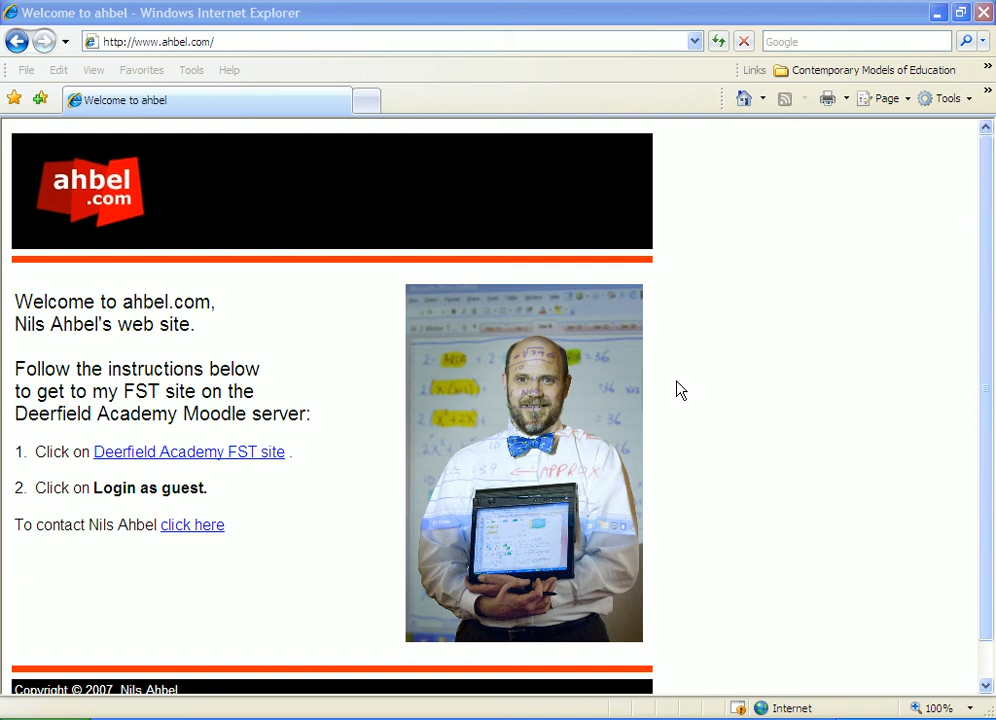 Welcome to ahbel - Windows Internet Explorer
http://www.ahbel.com/
Google
File Edit View Favorites Tools Help
Links Contemporary Models of Education »
Welcome to ahbel
Page Tools »
ahbel
.com
Welcome to ahbel.com,
Nils Ahbel's web site.
Follow the instructions below
to get to my FST site on the
Deerfield Academy Moodle server:
1. Click on Deerfield Academy FST site .
2. Click on Login as guest.
To contact Nils Ahbel click here
= 36
= 36
APPROX
Copyright © 2007 Nils Ahbel
Internet
100%